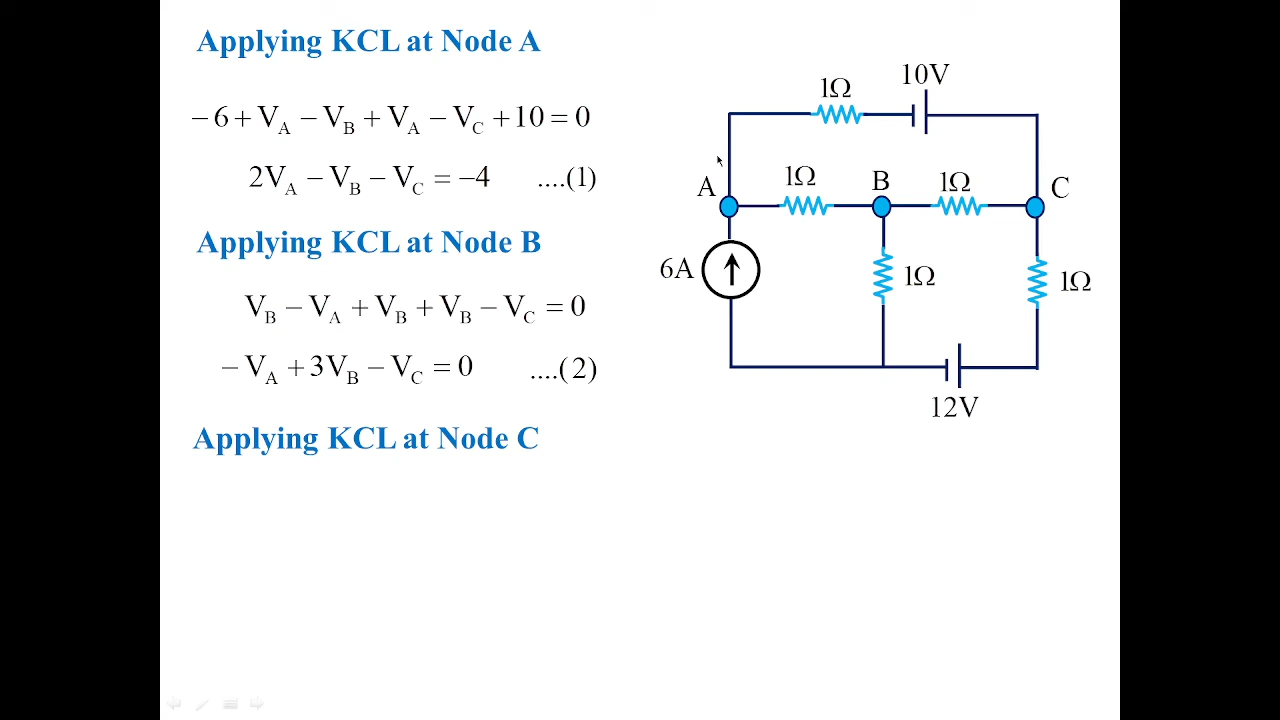 Applying KCL at Node A
− 6 + V_A − V_B + V_A − V_C + 10 = 0
2V_A − V_B − V_C = −4 ....(1)
Applying KCL at Node B
V_B − V_A + V_B + V_B − V_C = 0
− V_A + 3V_B − V_C = 0 ....(2)
Applying KCL at Node C
1Ω
10V
A
1Ω
B
1Ω
C
6A
1Ω
1Ω
12V